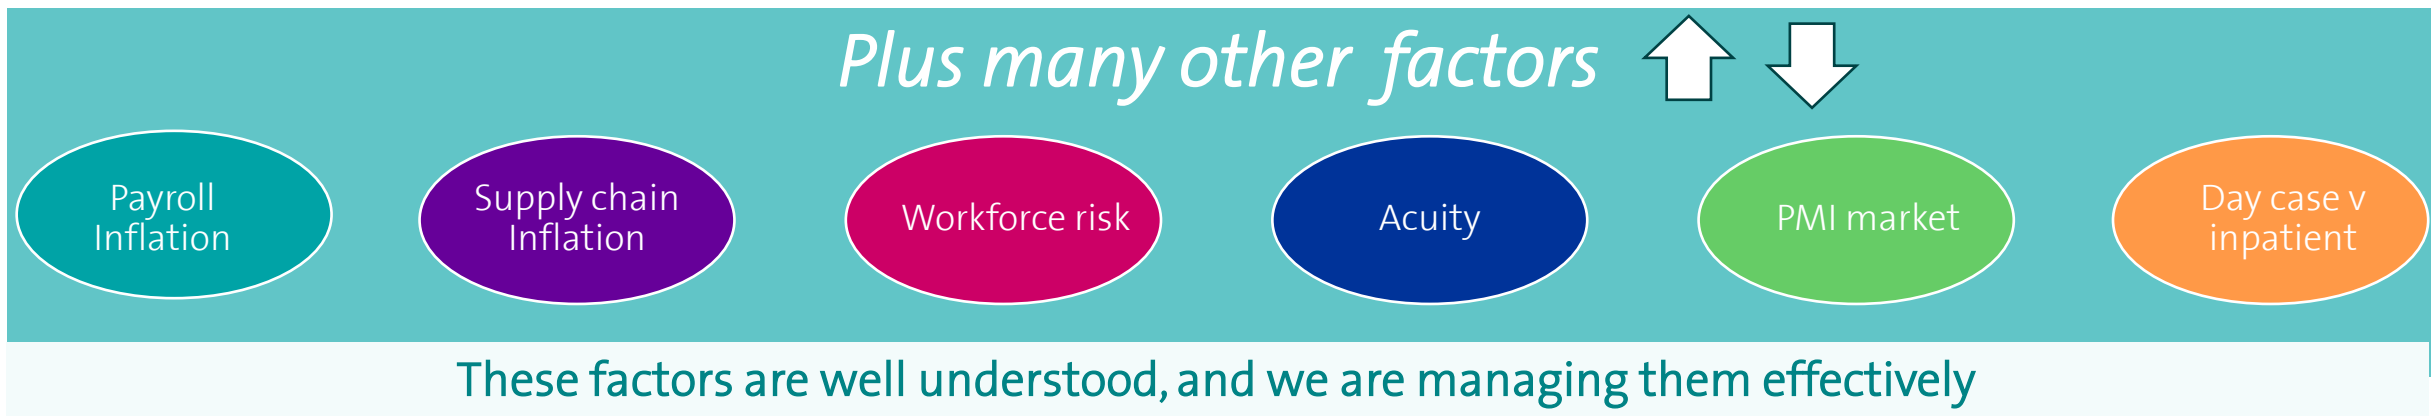 Plus many other factors
Payroll
Inflation
Supply chain
Inflation
Workforce risk
Acuity
PMI market
Day case v
inpatient
These factors are well understood, and we are managing them effectively